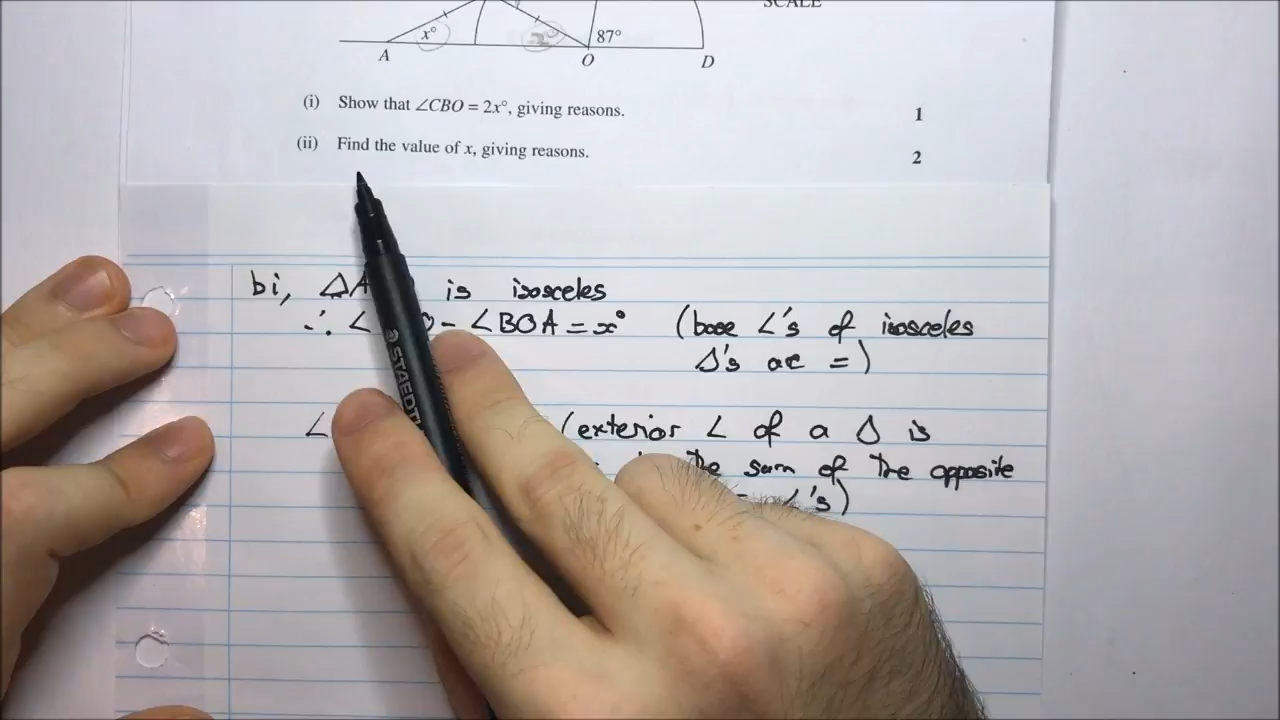 SCALE
x° 87°
A O D
(i) Show that ∠CBO = 2x°, giving reasons. 1
(ii) Find the value of x, giving reasons. 2
bi, ΔA is isosceles
∴ ∠ O = ∠BOA = x° (base ∠'s of isosceles
Δ's are =)
∠ (exterior ∠ of a Δ is
the sum of the opposite
∠'s)
STAEDT